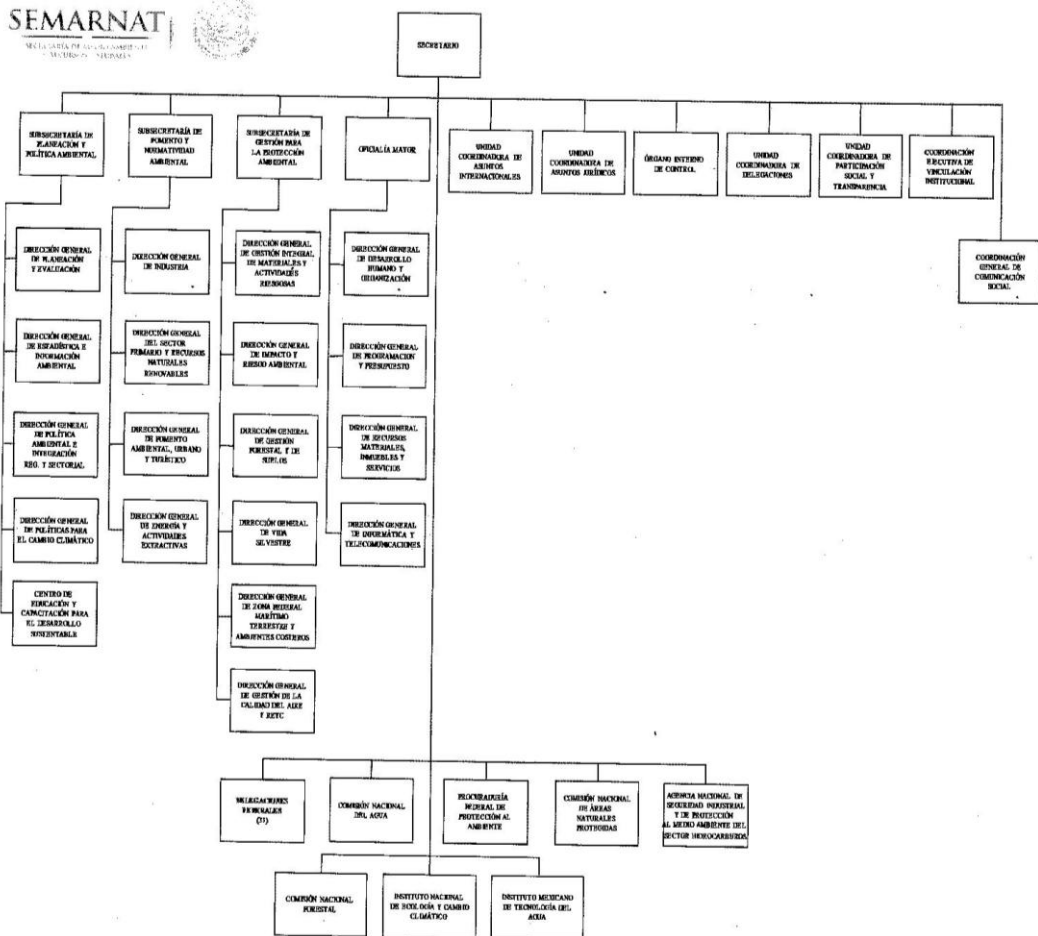 SEMARNAT
SECRETARIO
SUBSECRETARÍA DE
PLANEACIÓN Y
POLÍTICA AMBIENTAL
SUBSECRETARÍA DE
FOMENTO Y
NORMATIVIDAD
AMBIENTAL
SUBSECRETARÍA DE
GESTIÓN PARA
LA PROTECCIÓN
AMBIENTAL
OFICIALÍA MAYOR
UNIDAD
COORDINADORA DE
ASUNTOS
INTERNACIONALES
UNIDAD
COORDINADORA DE
ASUNTOS JURÍDICOS
ÓRGANO INTERNO
DE CONTROL
UNIDAD
COORDINADORA DE
DELEGACIONES
UNIDAD
COORDINADORA DE
PARTICIPACIÓN
SOCIAL Y
TRANSPARENCIA
COORDINACIÓN
EJECUTIVA DE
VINCULACIÓN
INSTITUCIONAL
COORDINACIÓN
GENERAL DE
COMUNICACIÓN
SOCIAL
DIRECCIÓN GENERAL
DE PLANEACIÓN
Y EVALUACIÓN
DIRECCIÓN GENERAL
DE INDUSTRIA
DIRECCIÓN GENERAL
DE GESTIÓN INTEGRAL
DE MATERIALES Y
ACTIVIDADES
RIESGOSAS
DIRECCIÓN GENERAL
DE DESARROLLO
HUMANO Y
ORGANIZACIÓN
DIRECCIÓN GENERAL
DE ESTADÍSTICA E
INFORMACIÓN
AMBIENTAL
DIRECCIÓN GENERAL
DEL SECTOR
PRIMARIO Y RECURSOS
NATURALES
RENOVABLES
DIRECCIÓN GENERAL
DE IMPACTO Y
RIESGO AMBIENTAL
DIRECCIÓN GENERAL
DE PROGRAMACIÓN
Y PRESUPUESTO
DIRECCIÓN GENERAL
DE POLÍTICA
AMBIENTAL E
INTEGRACIÓN
REG. Y SECTORIAL
DIRECCIÓN GENERAL
DE FOMENTO
AMBIENTAL, URBANO
Y TURÍSTICO
DIRECCIÓN GENERAL
DE GESTIÓN
FORESTAL Y DE
SUELOS
DIRECCIÓN GENERAL
DE RECURSOS
MATERIALES,
INMUEBLES Y
SERVICIOS
DIRECCIÓN GENERAL
DE POLÍTICAS PARA
EL CAMBIO CLIMÁTICO
DIRECCIÓN GENERAL
DE ENERGÍA Y
ACTIVIDADES
EXTRACTIVAS
DIRECCIÓN GENERAL
DE VIDA
SILVESTRE
DIRECCIÓN GENERAL
DE INFORMÁTICA Y
TELECOMUNICACIONES
CENTRO DE
EDUCACIÓN Y
CAPACITACIÓN PARA
EL DESARROLLO
SUSTENTABLE
DIRECCIÓN GENERAL
DE ZONA FEDERAL
MARÍTIMO
TERRESTRE Y
AMBIENTES COSTEROS
DIRECCIÓN GENERAL
DE GESTIÓN DE LA
CALIDAD DEL AIRE
Y RETC
DELEGACIONES
FEDERALES
COMISIÓN NACIONAL
DEL AGUA
PROCURADURÍA
FEDERAL DE
PROTECCIÓN AL
AMBIENTE
COMISIÓN NACIONAL
DE ÁREAS
NATURALES
PROTEGIDAS
AGENCIA NACIONAL DE
SEGURIDAD INDUSTRIAL
Y DE PROTECCIÓN
AL MEDIO AMBIENTE DEL
SECTOR HIDROCARBUROS
COMISIÓN NACIONAL
FORESTAL
INSTITUTO NACIONAL
DE ECOLOGÍA Y CAMBIO
CLIMÁTICO
INSTITUTO MEXICANO
DE TECNOLOGÍA DEL
AGUA